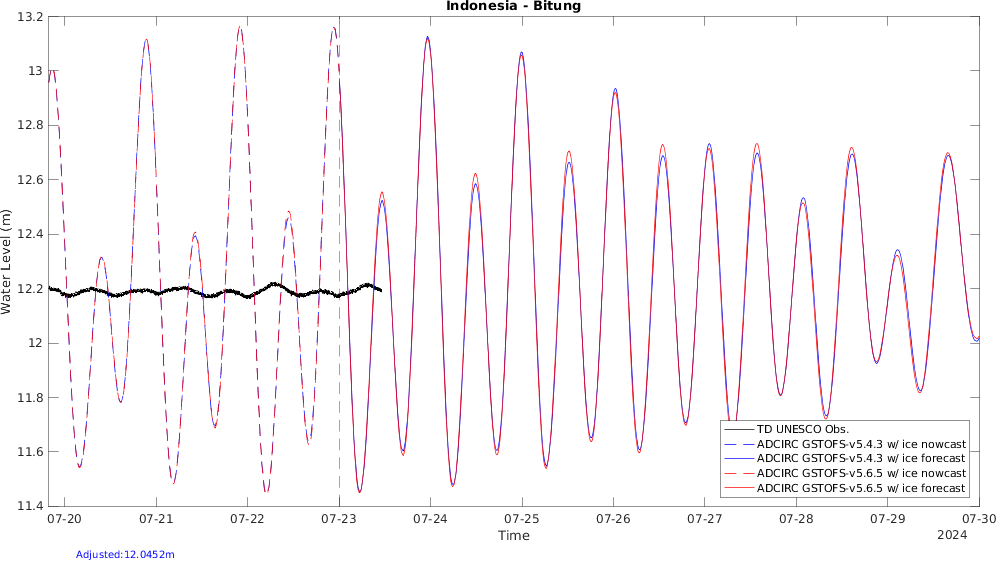 Indonesia - Bitung
Water Level (m)
13.2
13
12.8
12.6
12.4
12.2
12
11.8
11.6
11.4
TD UNESCO Obs.
ADCIRC GSTOFS-v5.4.3 w/ ice nowcast
ADCIRC GSTOFS-v5.4.3 w/ ice forecast
ADCIRC GSTOFS-v5.6.5 w/ ice nowcast
ADCIRC GSTOFS-v5.6.5 w/ ice forecast
07-20 07-21 07-22 07-23 07-24 07-25 07-26 07-27 07-28 07-29 07-30
Time
2024
Adjusted:12.0452m